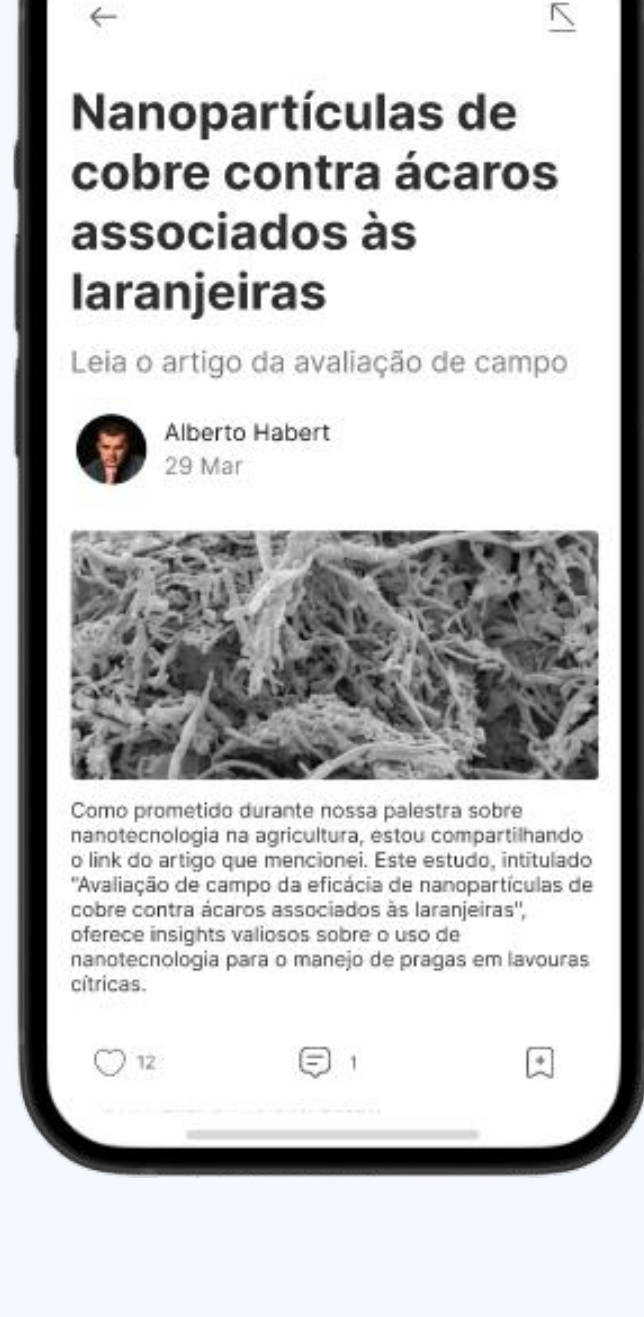 Nanopartículas de
cobre contra ácaros
associados às
laranjeiras
Leia o artigo da avaliação de campo
Alberto Habert
29 Mar
Como prometido durante nossa palestra sobre
nanotecnologia na agricultura, estou compartilhando
o link do artigo que mencionei. Este estudo, intitulado
"Avaliação de campo da eficácia de nanopartículas de
cobre contra ácaros associados às laranjeiras",
oferece insights valiosos sobre o uso de
nanotecnologia para o manejo de pragas em lavouras
cítricas.
12
1